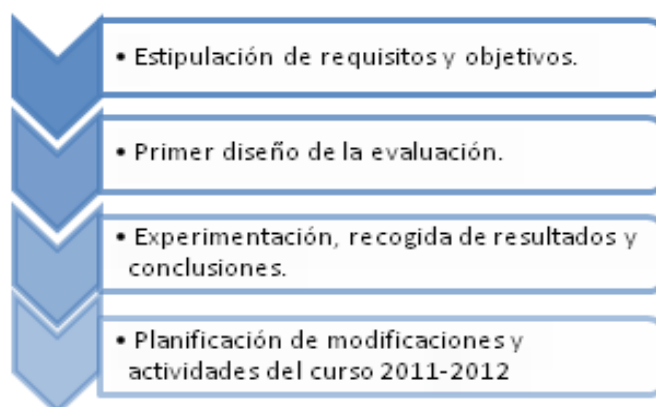 • Estipulación de requisitos y objetivos.
• Primer diseño de la evaluación.
• Experimentación, recogida de resultados y
conclusiones.
• Planificación de modificaciones y
actividades del curso 2011-2012